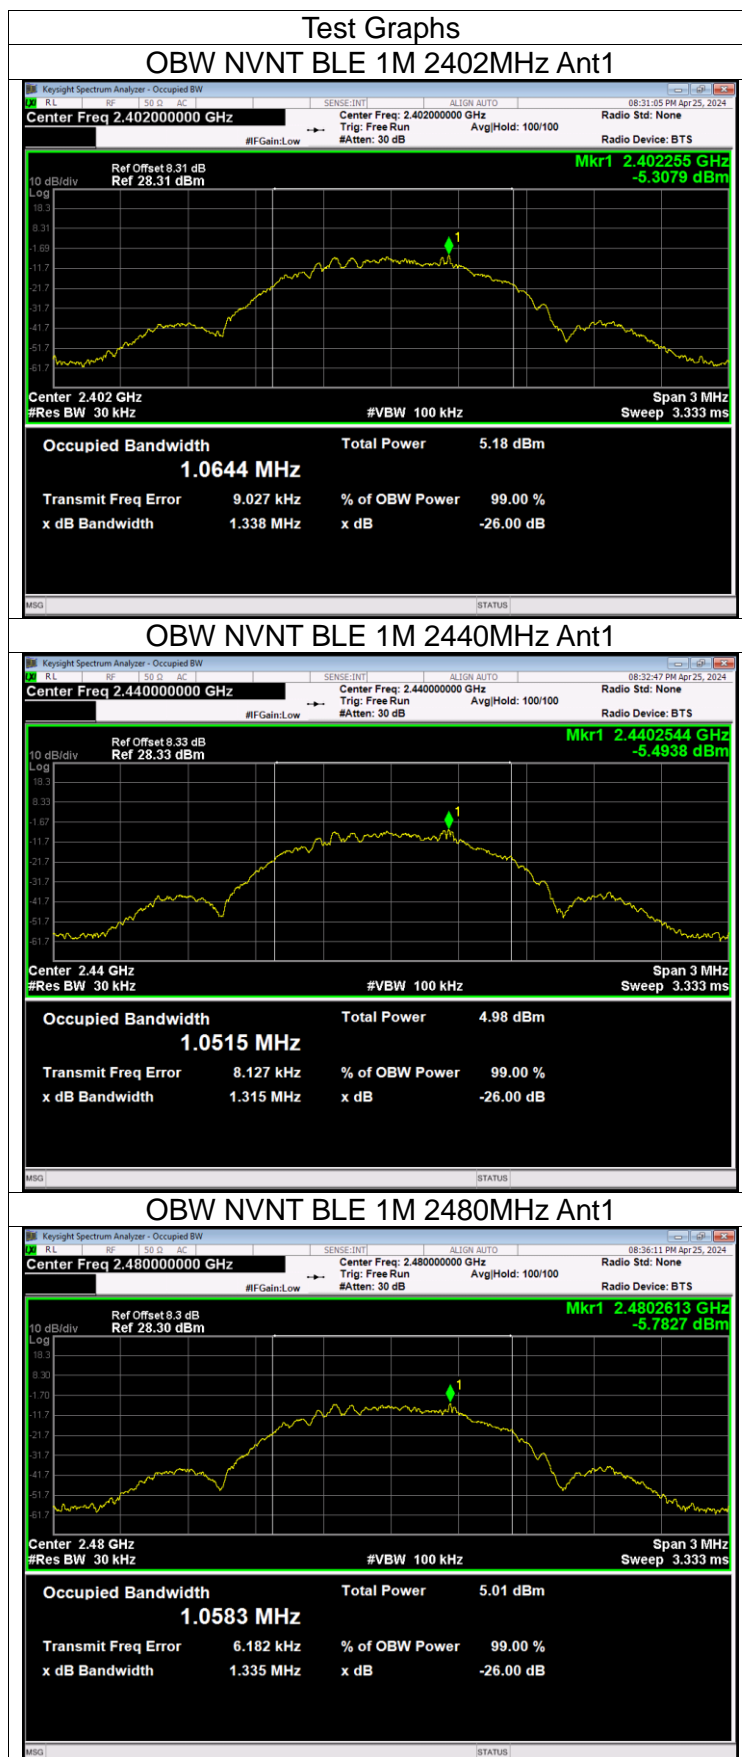 Test Graphs
OBW NVNT BLE 1M 2402MHz Ant1
Keysight Spectrum Analyzer - Occupied BW
RL RF 50 Ω AC SENSE:INT ALIGN AUTO 08:31:05 PM Apr 25, 2024
Center Freq 2.402000000 GHz Center Freq: 2.402000000 GHz Radio Std: None
Trig: Free Run Avg|Hold: 100/100
#IFGain:Low #Atten: 30 dB Radio Device: BTS
Mkr1 2.402255 GHz
Ref Offset 8.31 dB -5.3079 dBm
10 dB/div Ref 28.31 dBm
Log
18.3
8.31
1
-1.69
-11.7
-21.7
-31.7
-41.7
-51.7
-61.7
Center 2.402 GHz Span 3 MHz
#Res BW 30 kHz #VBW 100 kHz Sweep 3.333 ms
Occupied Bandwidth Total Power 5.18 dBm
1.0644 MHz
Transmit Freq Error 9.027 kHz % of OBW Power 99.00 %
x dB Bandwidth 1.338 MHz x dB -26.00 dB
MSG STATUS
OBW NVNT BLE 1M 2440MHz Ant1
Keysight Spectrum Analyzer - Occupied BW
RL RF 50 Ω AC SENSE:INT ALIGN AUTO 08:32:47 PM Apr 25, 2024
Center Freq 2.440000000 GHz Center Freq: 2.440000000 GHz Radio Std: None
Trig: Free Run Avg|Hold: 100/100
#IFGain:Low #Atten: 30 dB Radio Device: BTS
Mkr1 2.4402544 GHz
Ref Offset 8.33 dB -5.4938 dBm
10 dB/div Ref 28.33 dBm
Log
18.3
8.33
1
-1.67
-11.7
-21.7
-31.7
-41.7
-51.7
-61.7
Center 2.44 GHz Span 3 MHz
#Res BW 30 kHz #VBW 100 kHz Sweep 3.333 ms
Occupied Bandwidth Total Power 4.98 dBm
1.0515 MHz
Transmit Freq Error 8.127 kHz % of OBW Power 99.00 %
x dB Bandwidth 1.315 MHz x dB -26.00 dB
MSG STATUS
OBW NVNT BLE 1M 2480MHz Ant1
Keysight Spectrum Analyzer - Occupied BW
RL RF 50 Ω AC SENSE:INT ALIGN AUTO 08:36:11 PM Apr 25, 2024
Center Freq 2.480000000 GHz Center Freq: 2.480000000 GHz Radio Std: None
Trig: Free Run Avg|Hold: 100/100
#IFGain:Low #Atten: 30 dB Radio Device: BTS
Mkr1 2.4802613 GHz
Ref Offset 8.3 dB -5.7827 dBm
10 dB/div Ref 28.30 dBm
Log
18.3
8.30
1
-1.70
-11.7
-21.7
-31.7
-41.7
-51.7
-61.7
Center 2.48 GHz Span 3 MHz
#Res BW 30 kHz #VBW 100 kHz Sweep 3.333 ms
Occupied Bandwidth Total Power 5.01 dBm
1.0583 MHz
Transmit Freq Error 6.182 kHz % of OBW Power 99.00 %
x dB Bandwidth 1.335 MHz x dB -26.00 dB
MSG STATUS